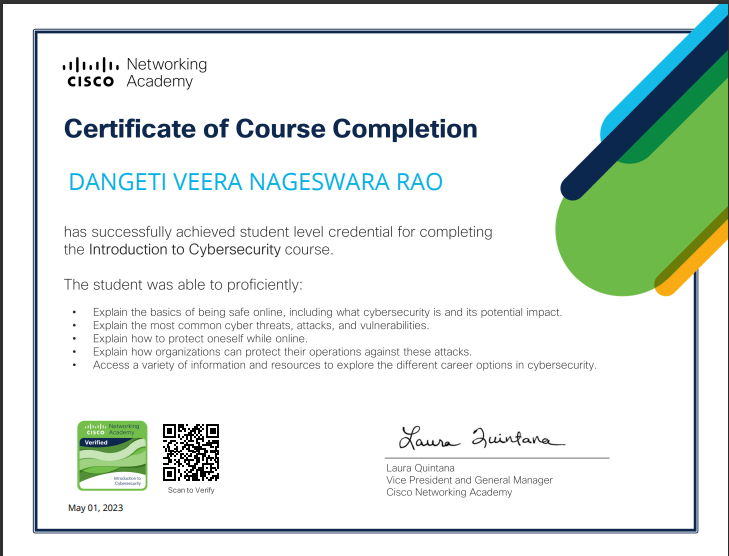 CISCO
Networking
Academy
Certificate of Course Completion
DANGETI VEERA NAGESWARA RAO
has successfully achieved student level credential for completing
the Introduction to Cybersecurity course.
The student was able to proficiently:
• Explain the basics of being safe online, including what cybersecurity is and its potential impact.
• Explain the most common cyber threats, attacks, and vulnerabilities.
• Explain how to protect oneself while online.
• Explain how organizations can protect their operations against these attacks.
• Access a variety of information and resources to explore the different career options in cybersecurity.
CISCO
Networking
Academy
Verified
Introduction to
Cybersecurity
Scan to Verify
May 01, 2023
Laura Quintana
Laura Quintana
Vice President and General Manager
Cisco Networking Academy